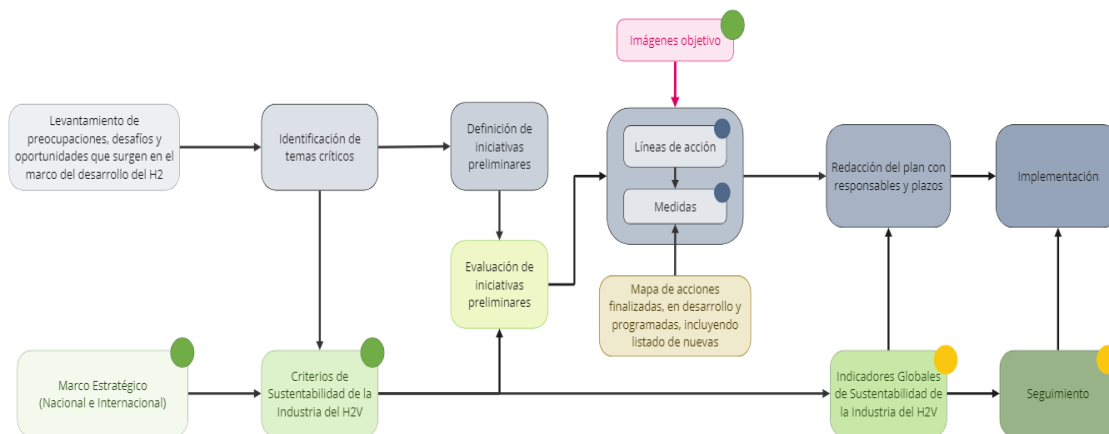 Imágenes objetivo
Levantamiento de
preocupaciones, desafíos y
oportunidades que surgen en el
marco del desarrollo del H2
Identificación de
temas críticos
Definición de
iniciativas
preliminares
Líneas de acción
Medidas
Redacción del plan con
responsables y plazos
Implementación
Evaluación de
iniciativas
preliminares
Mapa de acciones
finalizadas, en desarrollo y
programadas, incluyendo
listado de nuevas
Marco Estratégico
(Nacional e Internacional)
Criterios de
Sustentabilidad de la
Industria del H2V
Indicadores Globales
de Sustentabilidad de
la Industria del H2V
Seguimiento